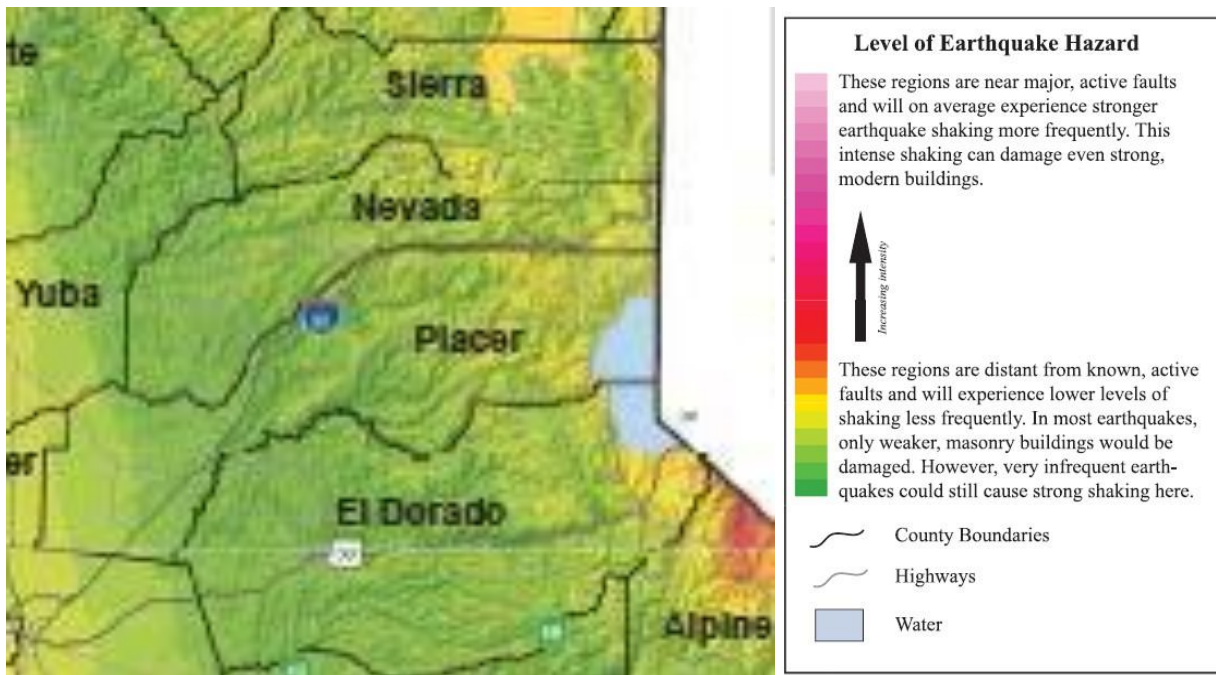 Sierra
Nevada
Yuba
Placer
El Dorado
Alpine
Level of Earthquake Hazard
These regions are near major, active faults
and will on average experience stronger
earthquake shaking more frequently. This
intense shaking can damage even strong,
modern buildings.
Increasing intensity
These regions are distant from known, active
faults and will experience lower levels of
shaking less frequently. In most earthquakes,
only weaker, masonry buildings would be
damaged. However, very infrequent earth-
quakes could still cause strong shaking here.
County Boundaries
Highways
Water